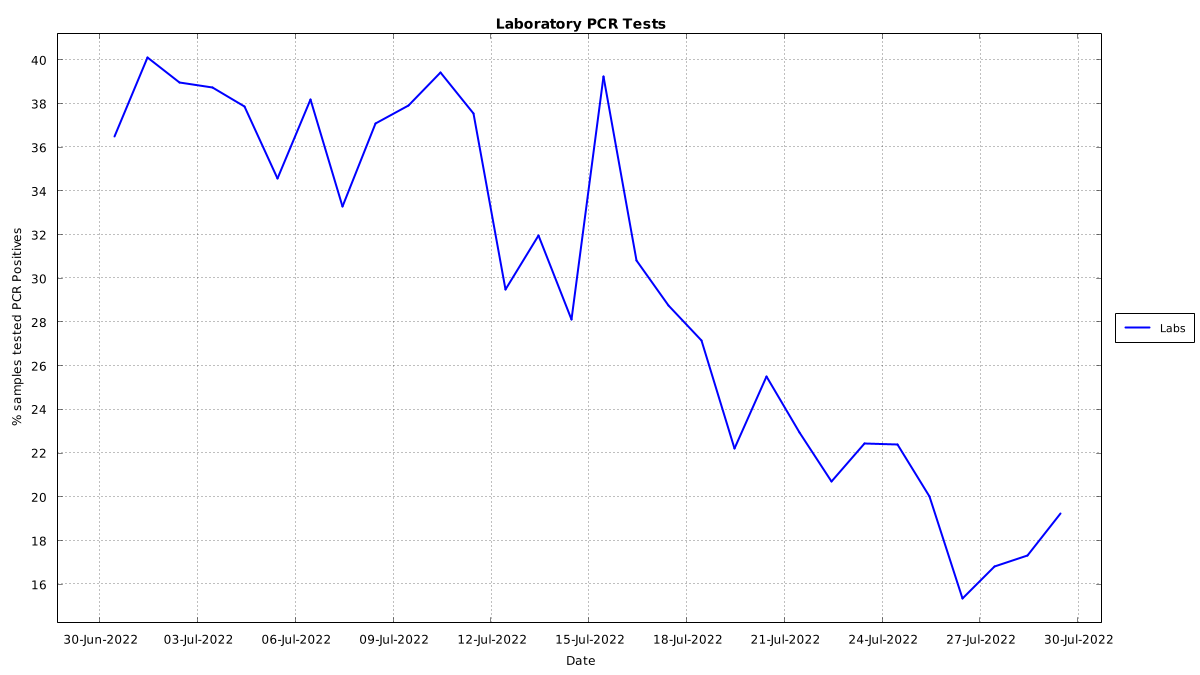 Laboratory PCR Tests
40
38
36
34
32
30
28
26
24
22
20
18
16
% samples tested PCR Positives
30-Jun-2022 03-Jul-2022 06-Jul-2022 09-Jul-2022 12-Jul-2022 15-Jul-2022 18-Jul-2022 21-Jul-2022 24-Jul-2022 27-Jul-2022 30-Jul-2022
Date
Labs